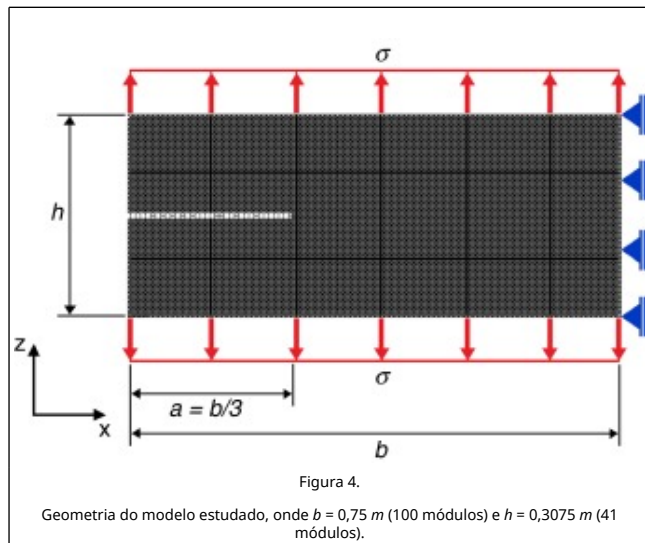 σ
h
z
x
σ
a = b/3
b
Figura 4.
Geometria do modelo estudado, onde b = 0,75 m (100 módulos) e h = 0,3075 m (41
módulos).